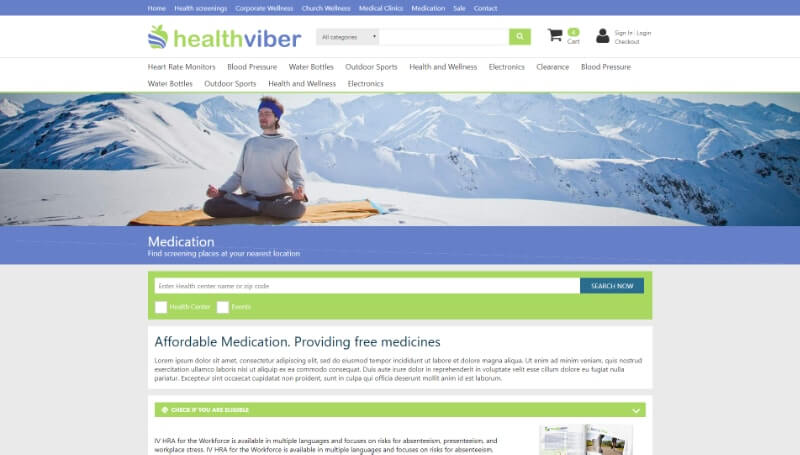 Home Health screenings Corporate Wellness Church Wellness Medical Clinics Medication Sale Contact
healthviber
All categories
0
Cart
Sign In | Login
Checkout
Heart Rate Monitors Blood Pressure Water Bottles Outdoor Sports Health and Wellness Electronics Clearance Blood Pressure
Water Bottles Outdoor Sports Health and Wellness Electronics
Medication
Find screening places at your nearest location
Enter Health center name or zip code
SEARCH NOW
Health Center Events
Affordable Medication. Providing free medicines
Lorem ipsum dolor sit amet, consectetur adipiscing elit, sed do eiusmod tempor incididunt ut labore et dolore magna aliqua. Ut enim ad minim veniam, quis nostrud
exercitation ullamco laboris nisi ut aliquip ex ea commodo consequat. Duis aute irure dolor in reprehenderit in voluptate velit esse cillum dolore eu fugiat nulla
pariatur. Excepteur sint occaecat cupidatat non proident, sunt in culpa qui officia deserunt mollit anim id est laborum.
CHECK IF YOU ARE ELIGIBLE
IV HRA for the Workforce is available in multiple languages and focuses on risks for absenteeism, presenteeism, and
workplace stress. IV HRA for the Workforce is available in multiple languages and focuses on risks for absenteeism,